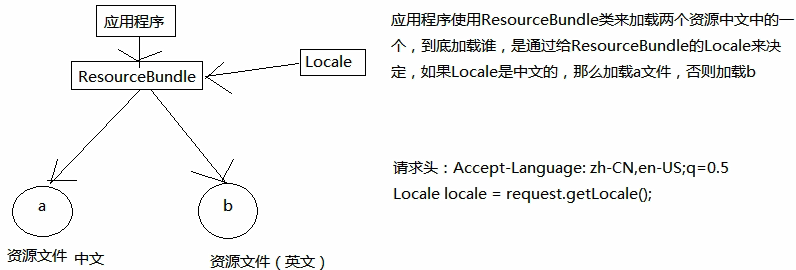 应用程序
ResourceBundle
Locale
a
b
资源文件 中文
资源文件（英文）
应用程序使用ResourceBundle类来加载两个资源中文中的一
个，到底加载谁，是通过给ResourceBundle的Locale来决
定，如果Locale是中文的，那么加载a文件，否则加载b
请求头：Accept-Language: zh-CN,en-US;q=0.5
Locale locale = request.getLocale();